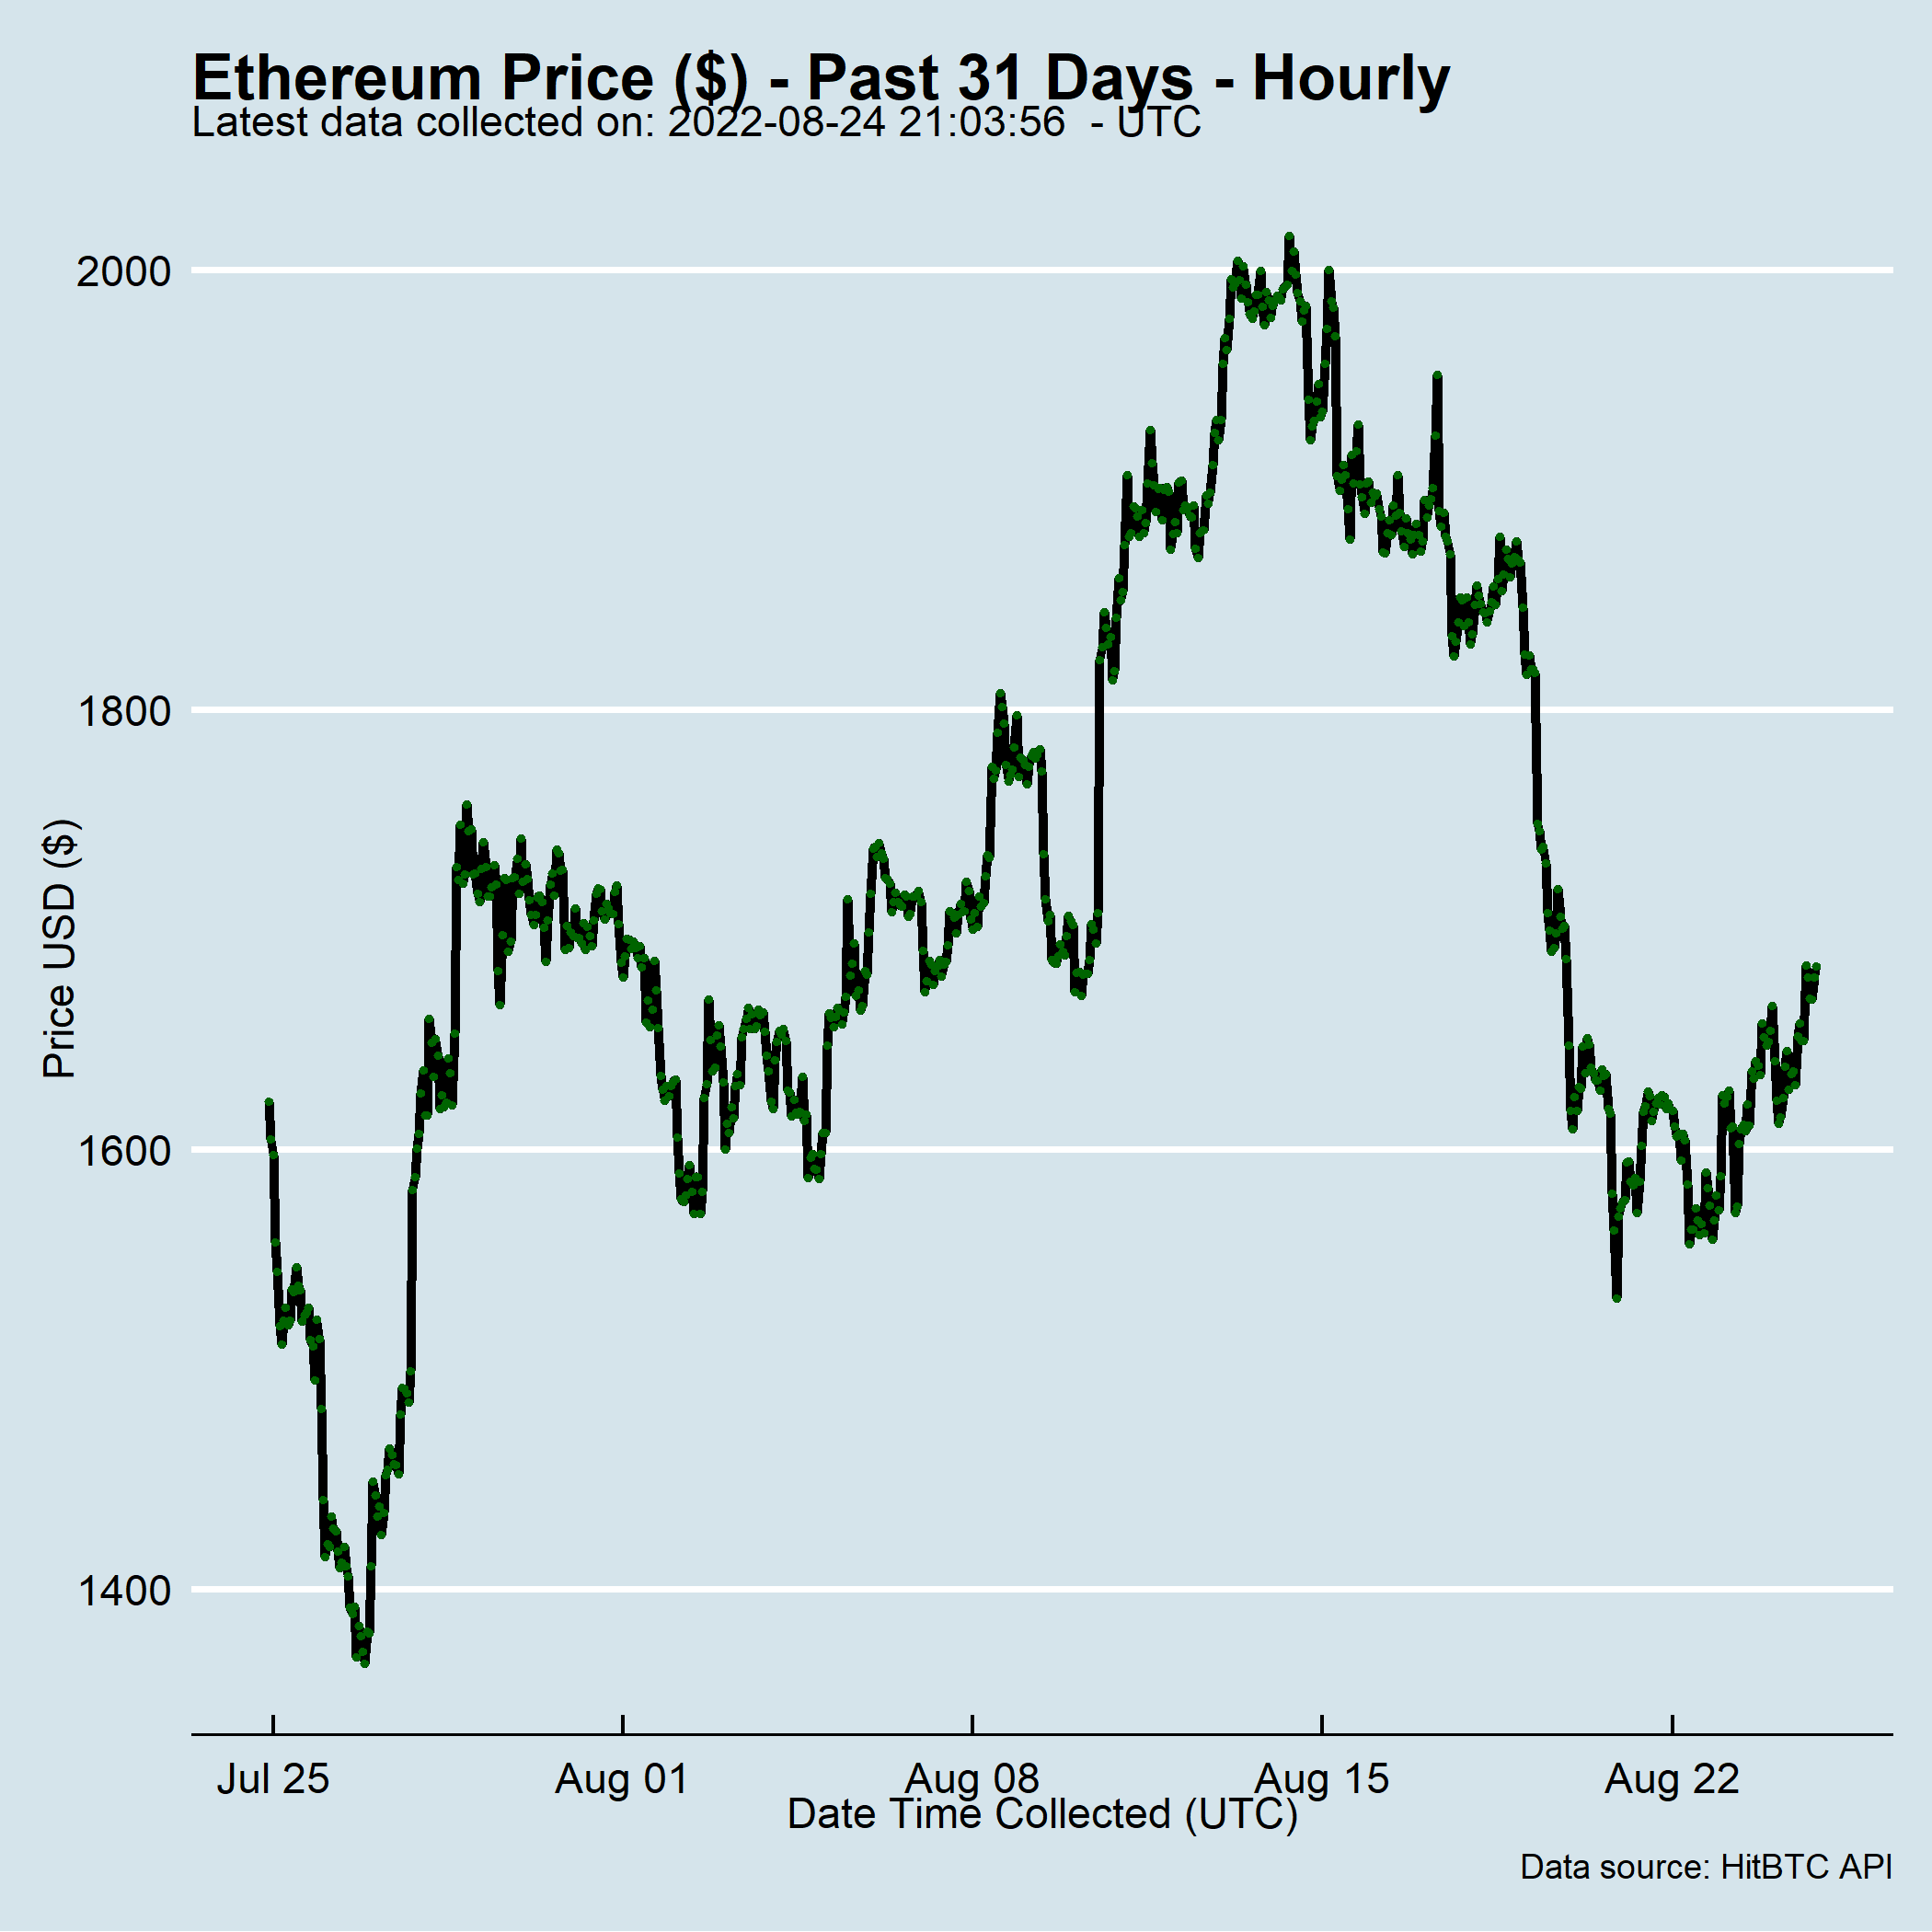 Ethereum Price ($) - Past 31 Days - Hourly
Latest data collected on: 2022-08-24 21:03:56  - UTC
2000
1800
1600
1400
Price USD ($)
Jul 25 Aug 01 Aug 08 Aug 15 Aug 22
Date Time Collected (UTC)
Data source: HitBTC API